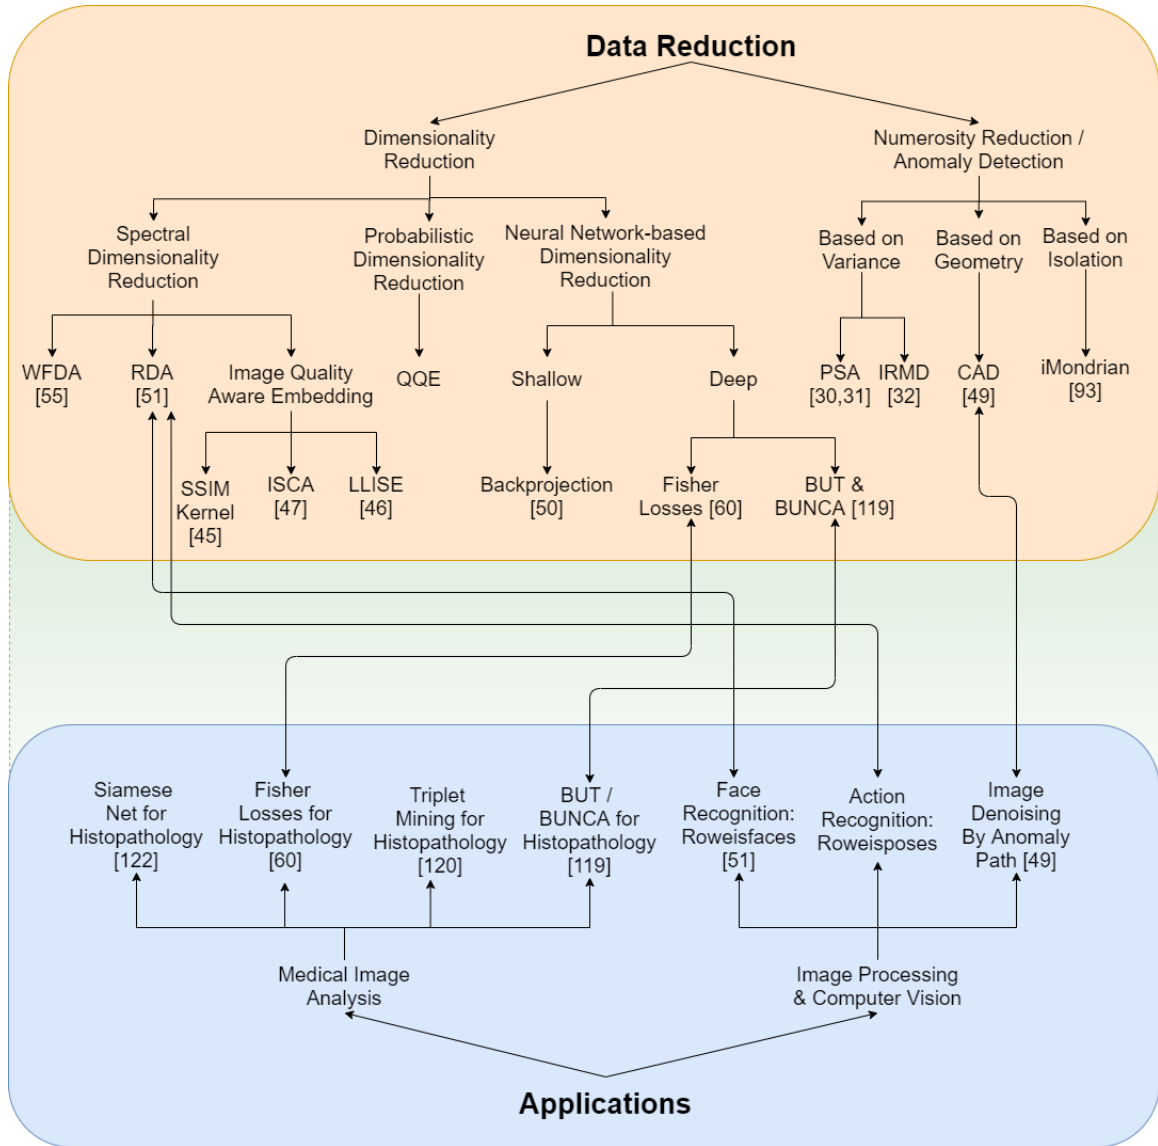 Data Reduction
Dimensionality
Reduction
Numerosity Reduction /
Anomaly Detection
Spectral
Dimensionality
Reduction
Probabilistic
Dimensionality
Reduction
Neural Network-based
Dimensionality
Reduction
Based on
Variance
Based on
Geometry
Based on
Isolation
WFDA
[55]
RDA
[51]
Image Quality
Aware Embedding
QQE
Shallow
Deep
PSA
[30,31]
IRMD
[32]
CAD
[49]
iMondrian
[93]
SSIM
Kernel
[45]
ISCA
[47]
LLISE
[46]
Backprojection
[50]
Fisher
Losses [60]
BUT &
BUNCA [119]
Siamese
Net for
Histopathology
[122]
Fisher
Losses for
Histopathology
[60]
Triplet
Mining for
Histopathology
[120]
BUT /
BUNCA for
Histopathology
[119]
Face
Recognition:
Roweisfaces
[51]
Action
Recognition:
Roweisposes
Image
Denoising
By Anomaly
Path [49]
Medical Image
Analysis
Image Processing
& Computer Vision
Applications